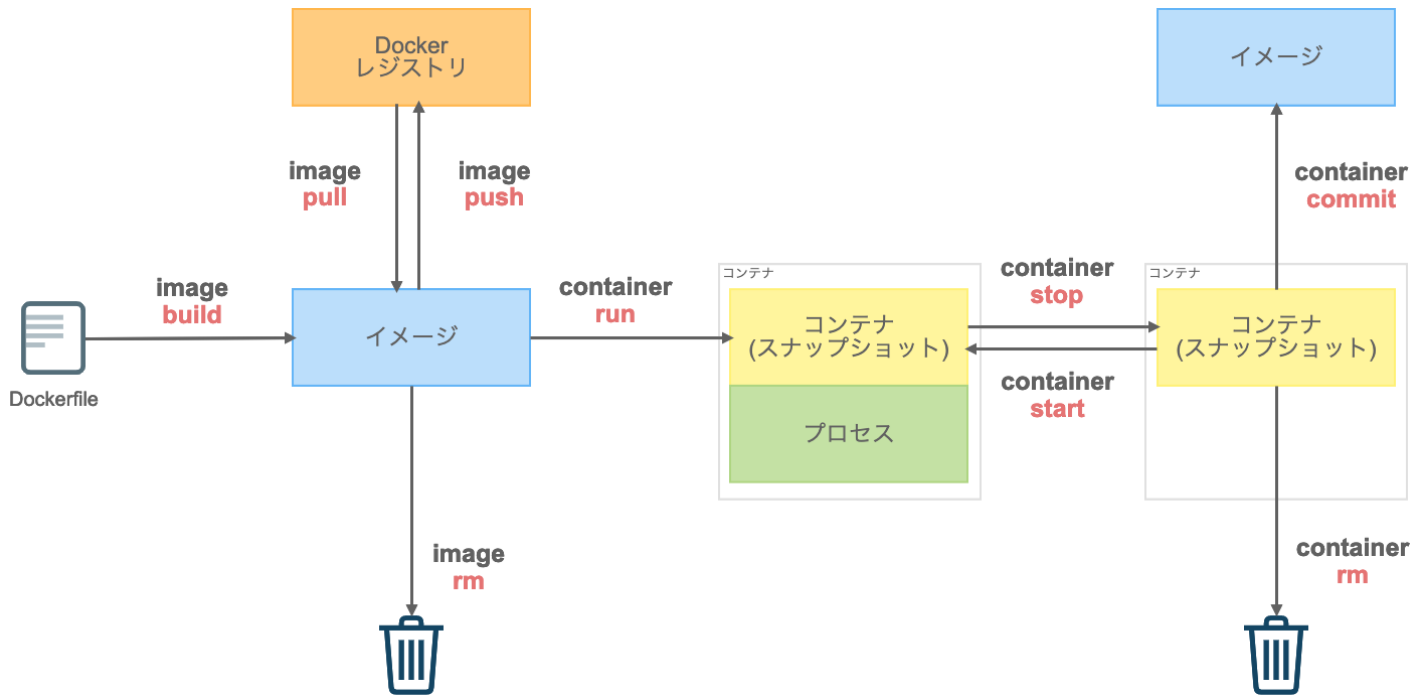 Docker
レジストリ
イメージ
image
pull
image
push
container
commit
image
build
container
run
コンテナ
container
stop
コンテナ
イメージ
コンテナ
(スナップショット)
コンテナ
(スナップショット)
Dockerfile
container
start
プロセス
image
rm
container
rm